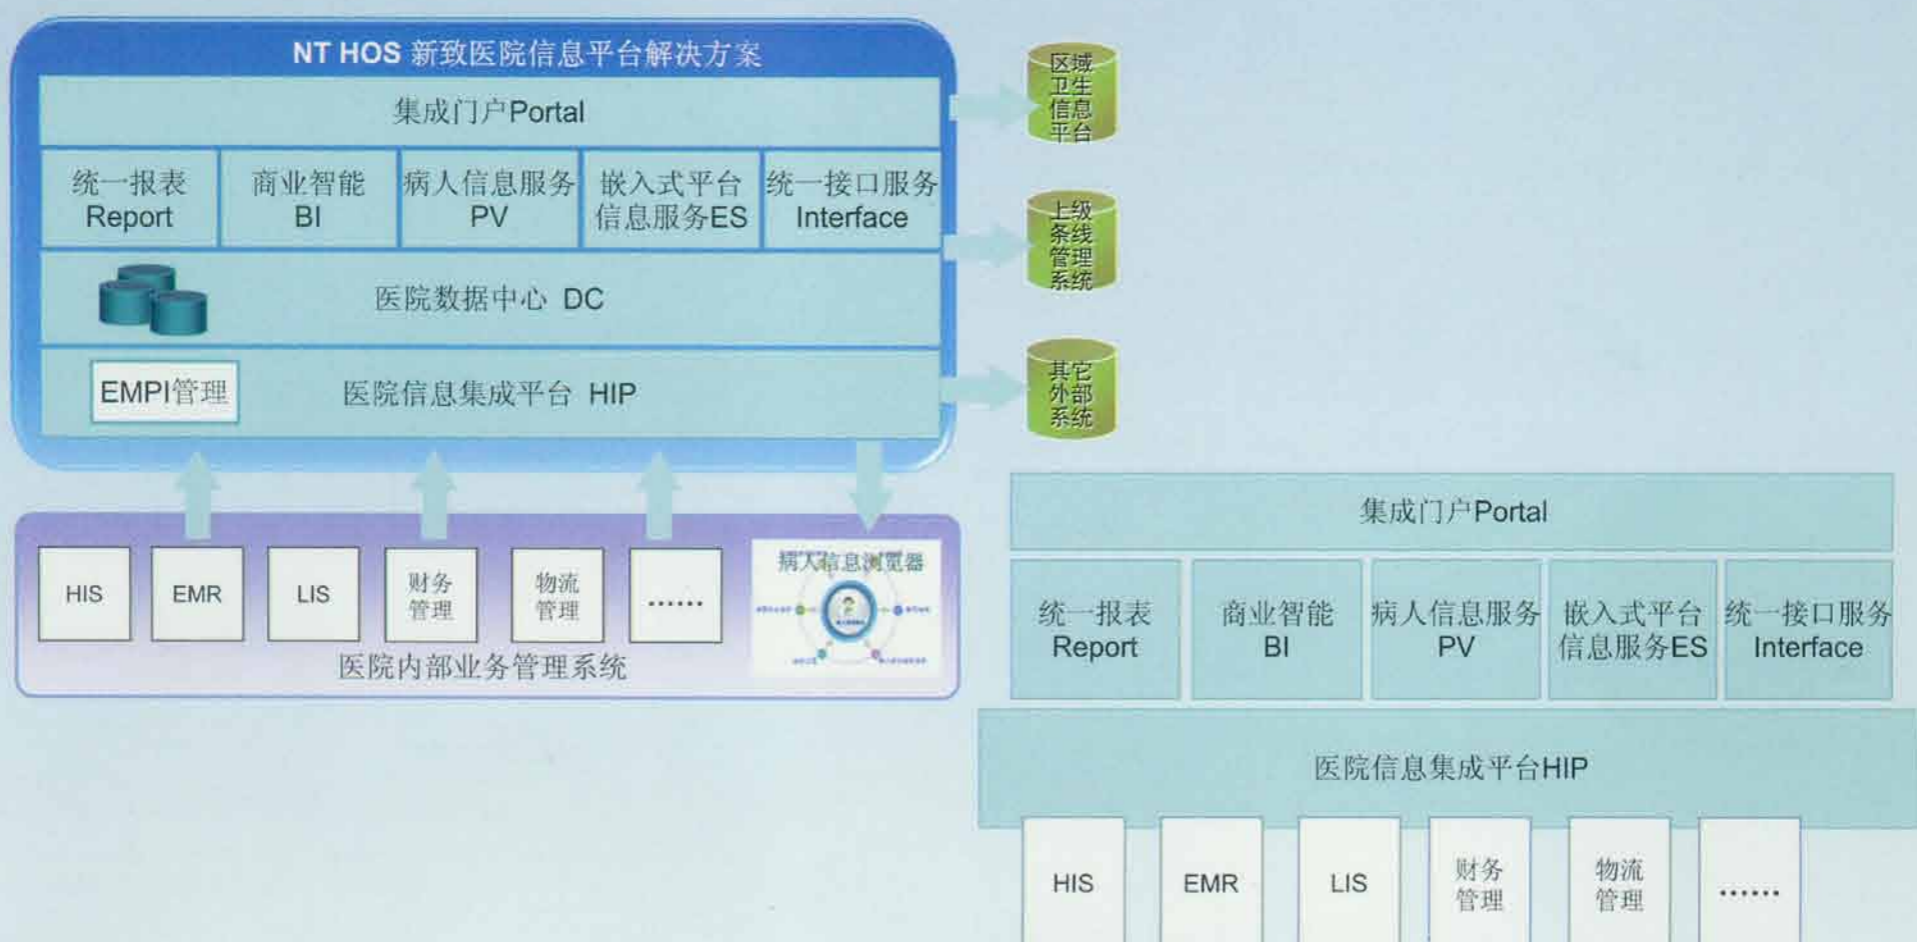 NT HOS 新致医院信息平台解决方案
集成门户Portal
统一报表
Report
商业智能
BI
病人信息服务
PV
嵌入式平台
信息服务ES
统一接口服务
Interface
医院数据中心 DC
EMPI管理
医院信息集成平台 HIP
区域
卫生
信息
平台
上级
条线
管理
系统
其它
外部
系统
HIS
EMR
LIS
财务
管理
物流
管理
......
病人信息浏览器
医院内部业务管理系统
集成门户Portal
统一报表
Report
商业智能
BI
病人信息服务
PV
嵌入式平台
信息服务ES
统一接口服务
Interface
医院信息集成平台HIP
HIS
EMR
LIS
财务
管理
物流
管理
......